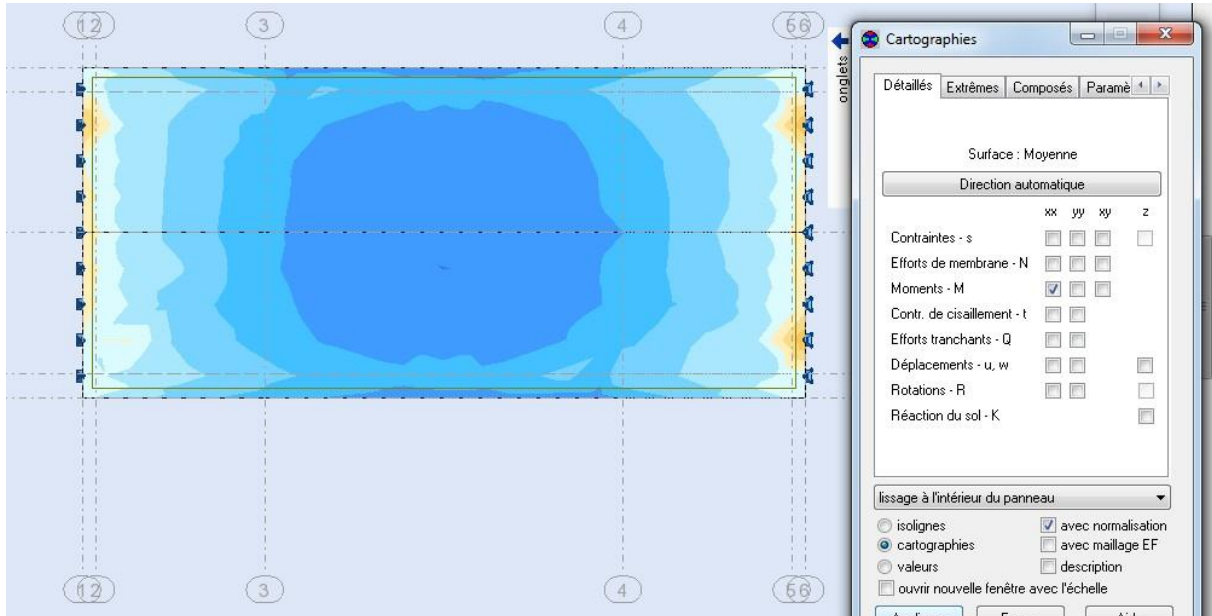 12 3 4 56
onglets
Cartographies
Détaillés Extrêmes Composés Paramè
Surface : Moyenne
Direction automatique
xx yy xy z
Contraintes - s
Efforts de membrane - N
Moments - M
Contr. de cisaillement - t
Efforts tranchants - Q
Déplacements - u, w
Rotations - R
Réaction du sol - K
lissage à l'intérieur du panneau
isolignes avec normalisation
cartographies avec maillage EF
valeurs description
ouvrir nouvelle fenêtre avec l'échelle
12 3 4 56